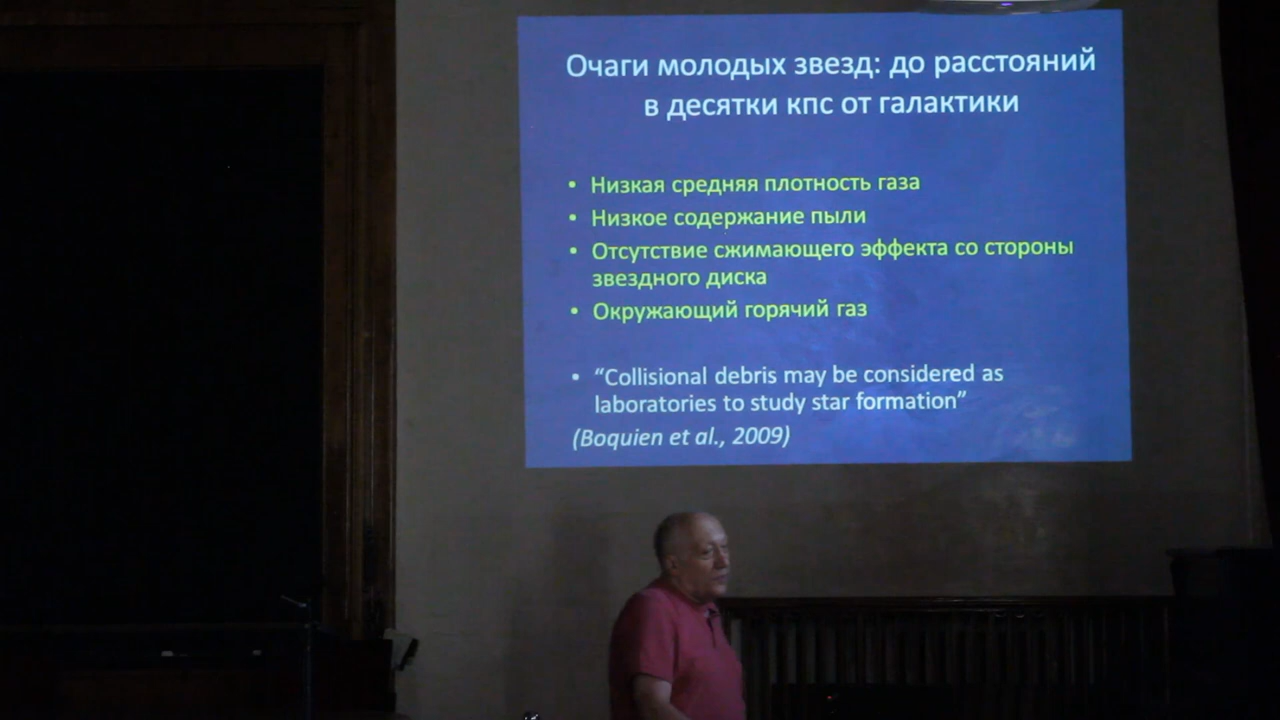 Очаги молодых звезд: до расстояний
в десятки кпс от галактики
• Низкая средняя плотность газа
• Низкое содержание пыли
• Отсутствие сжимающего эффекта со стороны
звездного диска
• Окружающий горячий газ
• “Collisional debris may be considered as
laboratories to study star formation”
(Boquien et al., 2009)